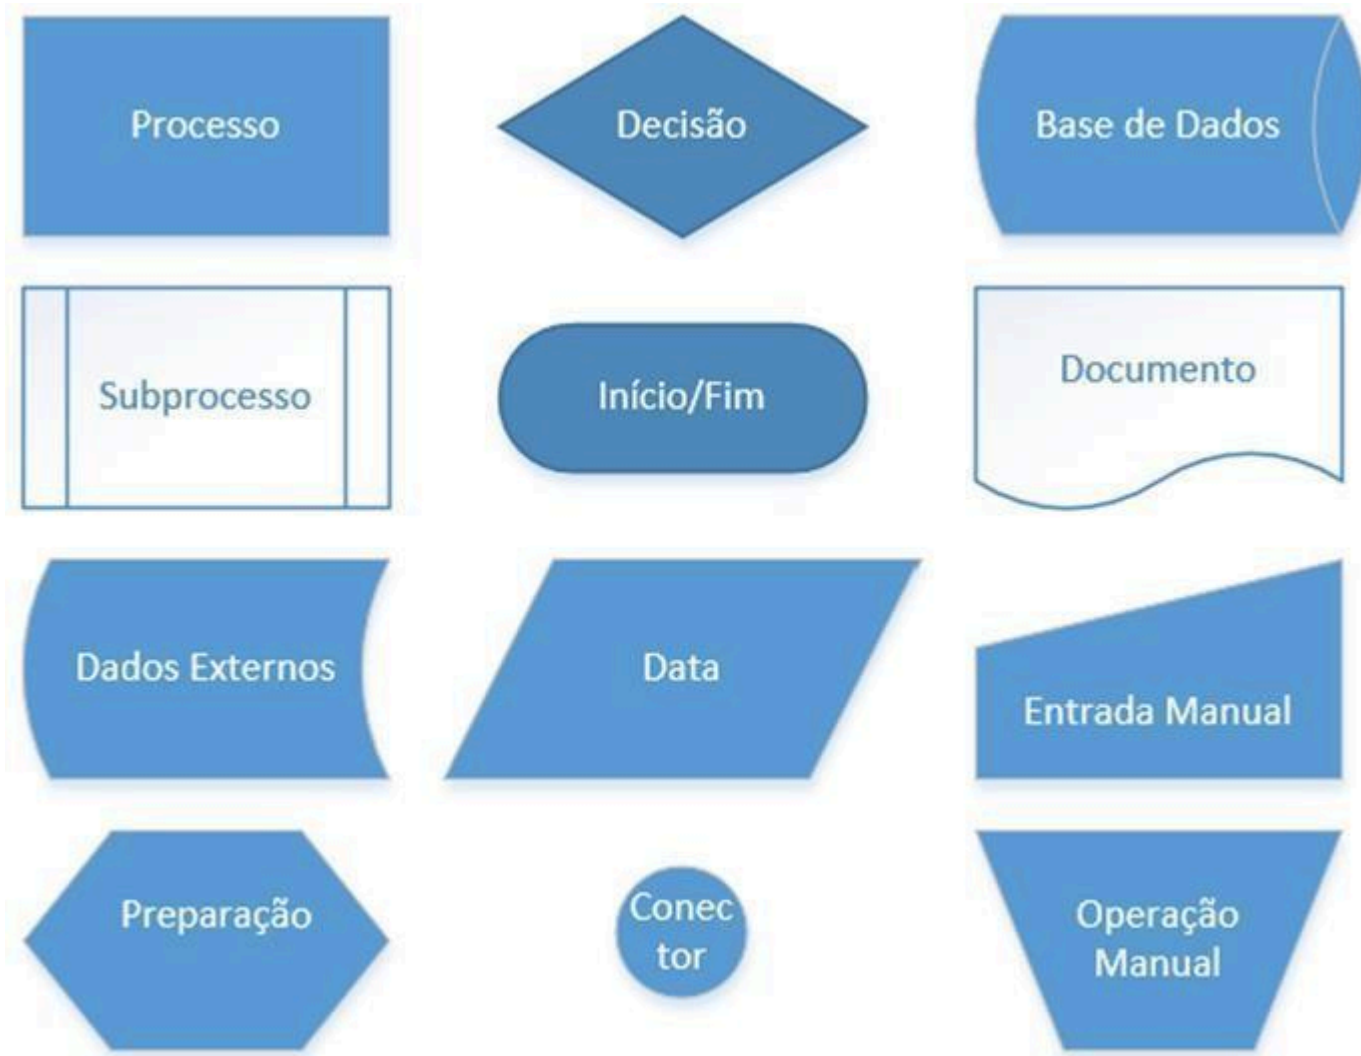 Processo
Decisão
Base de Dados
Subprocesso
Início/Fim
Documento
Dados Externos
Data
Entrada Manual
Preparação
Conec
tor
Operação
Manual